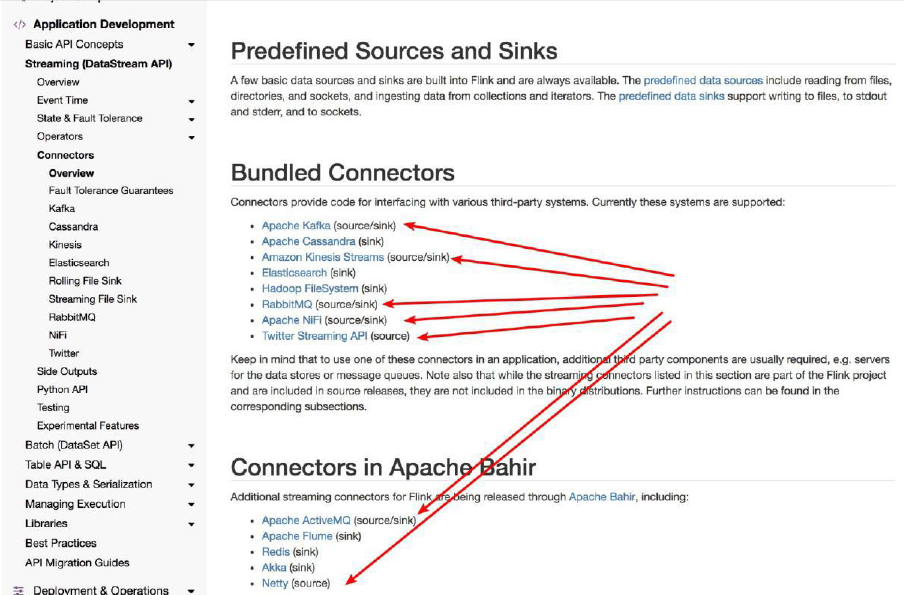 Application Development
Basic API Concepts
Streaming (DataStream API)
Overview
Event Time
State & Fault Tolerance
Operators
Connectors
Overview
Fault Tolerance Guarantees
Kafka
Cassandra
Kinesis
Elasticsearch
Rolling File Sink
Streaming File Sink
RabbitMQ
NiFi
Twitter
Side Outputs
Python API
Testing
Experimental Features
Batch (DataSet API)
Table API & SQL
Data Types & Serialization
Managing Execution
Libraries
Best Practices
API Migration Guides
Deployment & Operations
Predefined Sources and Sinks
A few basic data sources and sinks are built into Flink and are always available. The predefined data sources include reading from files,
directories, and sockets, and ingesting data from collections and iterators. The predefined data sinks support writing to files, to stdout
and stderr, and to sockets.
Bundled Connectors
Connectors provide code for interfacing with various third-party systems. Currently these systems are supported:
• Apache Kafka (source/sink)
• Apache Cassandra (sink)
• Amazon Kinesis Streams (source/sink)
• Elasticsearch (sink)
• Hadoop FileSystem (sink)
• RabbitMQ (source/sink)
• Apache NiFi (source/sink)
• Twitter Streaming API (source)
Keep in mind that to use one of these connectors in an application, additional third party components are usually required, e.g. servers
for the data stores or message queues. Note also that while the streaming connectors listed in this section are part of the Flink project
and are included in source releases, they are not included in the binary distributions. Further instructions can be found in the
corresponding subsections.
Connectors in Apache Bahir
Additional streaming connectors for Flink are being released through Apache Bahir, including:
• Apache ActiveMQ (source/sink)
• Apache Flume (sink)
• Redis (sink)
• Akka (sink)
• Netty (source)